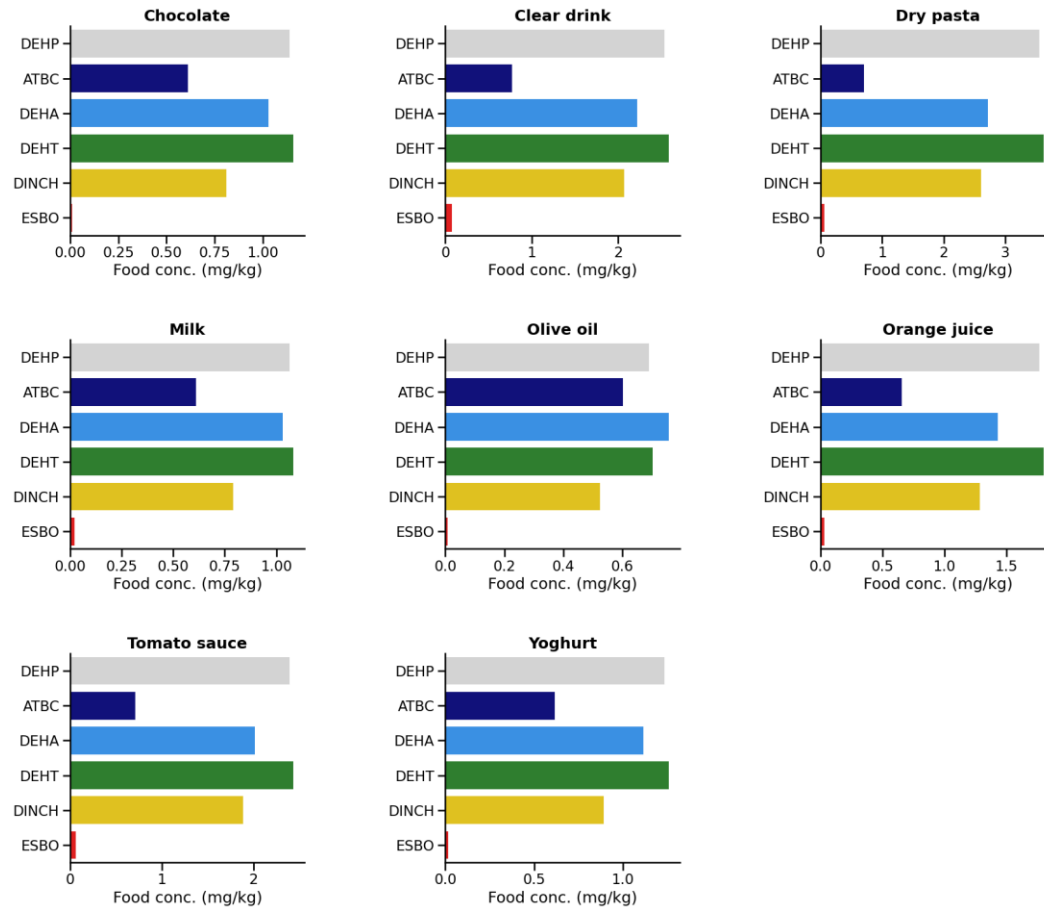 Chocolate
DEHP
ATBC
DEHA
DEHT
DINCH
ESBO
0.00 0.25 0.50 0.75 1.00
Food conc. (mg/kg)
Clear drink
DEHP
ATBC
DEHA
DEHT
DINCH
ESBO
0 1 2
Food conc. (mg/kg)
Dry pasta
DEHP
ATBC
DEHA
DEHT
DINCH
ESBO
0 1 2 3
Food conc. (mg/kg)
Milk
DEHP
ATBC
DEHA
DEHT
DINCH
ESBO
0.00 0.25 0.50 0.75 1.00
Food conc. (mg/kg)
Olive oil
DEHP
ATBC
DEHA
DEHT
DINCH
ESBO
0.0 0.2 0.4 0.6
Food conc. (mg/kg)
Orange juice
DEHP
ATBC
DEHA
DEHT
DINCH
ESBO
0.0 0.5 1.0 1.5
Food conc. (mg/kg)
Tomato sauce
DEHP
ATBC
DEHA
DEHT
DINCH
ESBO
0 1 2
Food conc. (mg/kg)
Yoghurt
DEHP
ATBC
DEHA
DEHT
DINCH
ESBO
0.0 0.5 1.0
Food conc. (mg/kg)